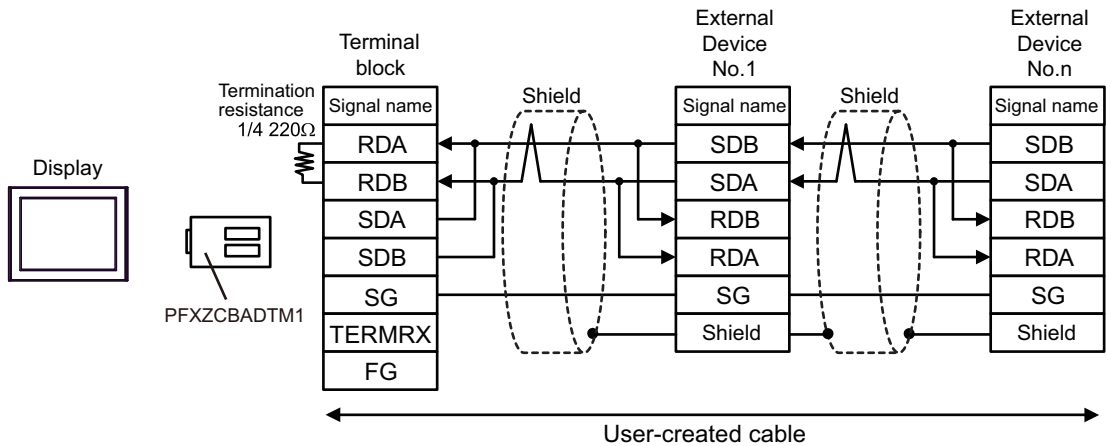 Display
PFXZCBADTM1
Termination
resistance
1/4 220Ω
Terminal
block
Signal name
RDA
RDB
SDA
SDB
SG
TERMRX
FG
Shield
External
Device
No.1
Signal name
SDB
SDA
RDB
RDA
SG
Shield
Shield
External
Device
No.n
Signal name
SDB
SDA
RDB
RDA
SG
Shield
User-created cable